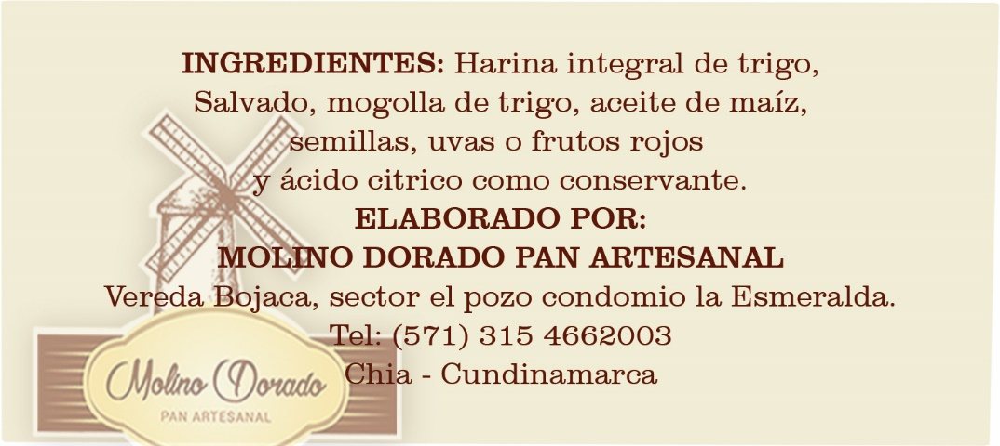 INGREDIENTES: Harina integral de trigo,
Salvado, mogolla de trigo, aceite de maíz,
semillas, uvas o frutos rojos
y ácido citrico como conservante.
ELABORADO POR:
MOLINO DORADO PAN ARTESANAL
Vereda Bojaca, sector el pozo condomio la Esmeralda.
Tel: (571) 315 4662003
Chia - Cundinamarca
Molino Dorado
PAN ARTESANAL